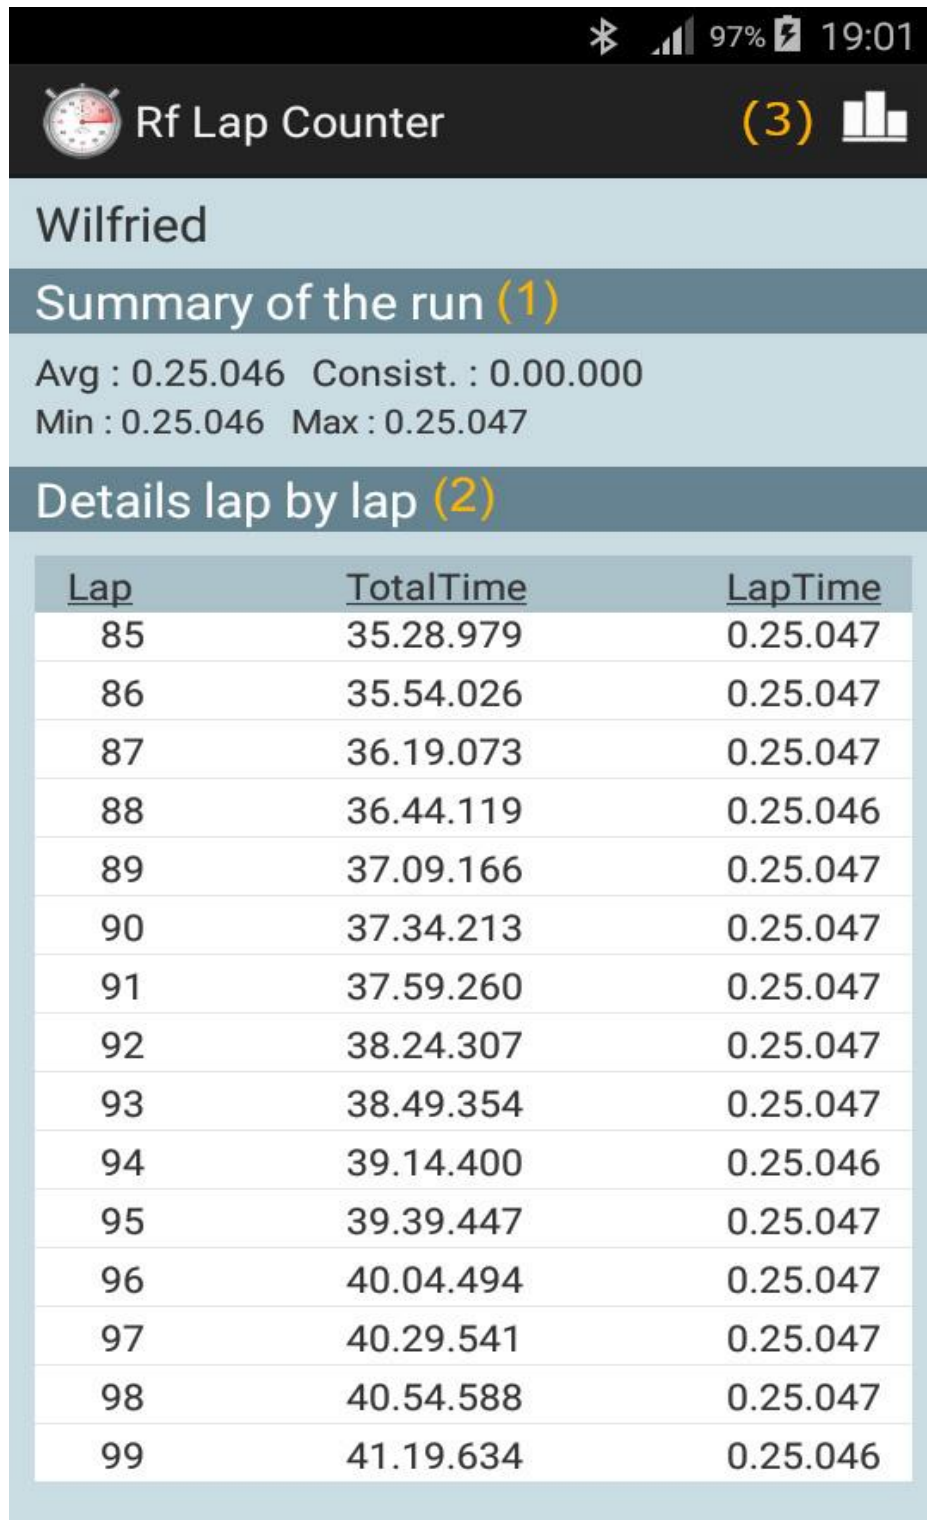 97% 19:01
Rf Lap Counter (3)
Wilfried
Summary of the run (1)
Avg : 0.25.046 Consist. : 0.00.000
Min : 0.25.046 Max : 0.25.047
Details lap by lap (2)
Lap TotalTime LapTime
85 35.28.979 0.25.047
86 35.54.026 0.25.047
87 36.19.073 0.25.047
88 36.44.119 0.25.046
89 37.09.166 0.25.047
90 37.34.213 0.25.047
91 37.59.260 0.25.047
92 38.24.307 0.25.047
93 38.49.354 0.25.047
94 39.14.400 0.25.046
95 39.39.447 0.25.047
96 40.04.494 0.25.047
97 40.29.541 0.25.047
98 40.54.588 0.25.047
99 41.19.634 0.25.046